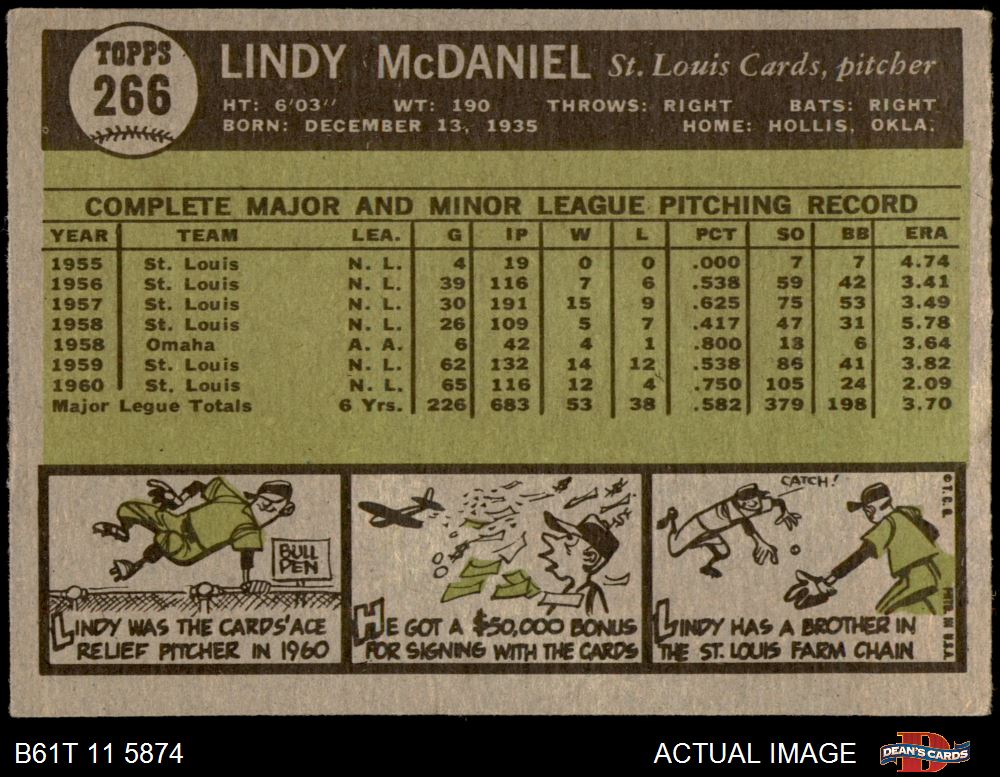 TOPPS
266
LINDY McDANIEL St. Louis Cards, pitcher
HT: 6'03" WT: 190 THROWS: RIGHT BATS: RIGHT
BORN: DECEMBER 13, 1935 HOME: HOLLIS, OKLA.
COMPLETE MAJOR AND MINOR LEAGUE PITCHING RECORD
YEAR TEAM LEA. G IP W L PCT SO BB ERA
1955 St. Louis N. L. 4 19 0 0 .000 7 7 4.74
1956 St. Louis N. L. 39 116 7 6 .538 59 42 3.41
1957 St. Louis N. L. 30 191 15 9 .625 75 53 3.49
1958 St. Louis N. L. 26 109 5 7 .417 47 31 5.78
1958 Omaha A. A. 6 42 4 1 .800 13 6 3.64
1959 St. Louis N. L. 62 132 14 12 .538 86 41 3.82
1960 St. Louis N. L. 65 116 12 4 .750 105 24 2.09
Major Legue Totals 6 Yrs. 226 683 53 38 .582 379 198 3.70
BULL
PEN
LINDY WAS THE CARDS' ACE
RELIEF PITCHER IN 1960
HE GOT A $50,000 BONUS
FOR SIGNING WITH THE CARDS
CATCH!
LINDY HAS A BROTHER IN
THE ST. LOUIS FARM CHAIN
© T. C. G.
PRTD. IN U.S.A.
B61T 11 5874
ACTUAL IMAGE
D
DEAN'S CARDS